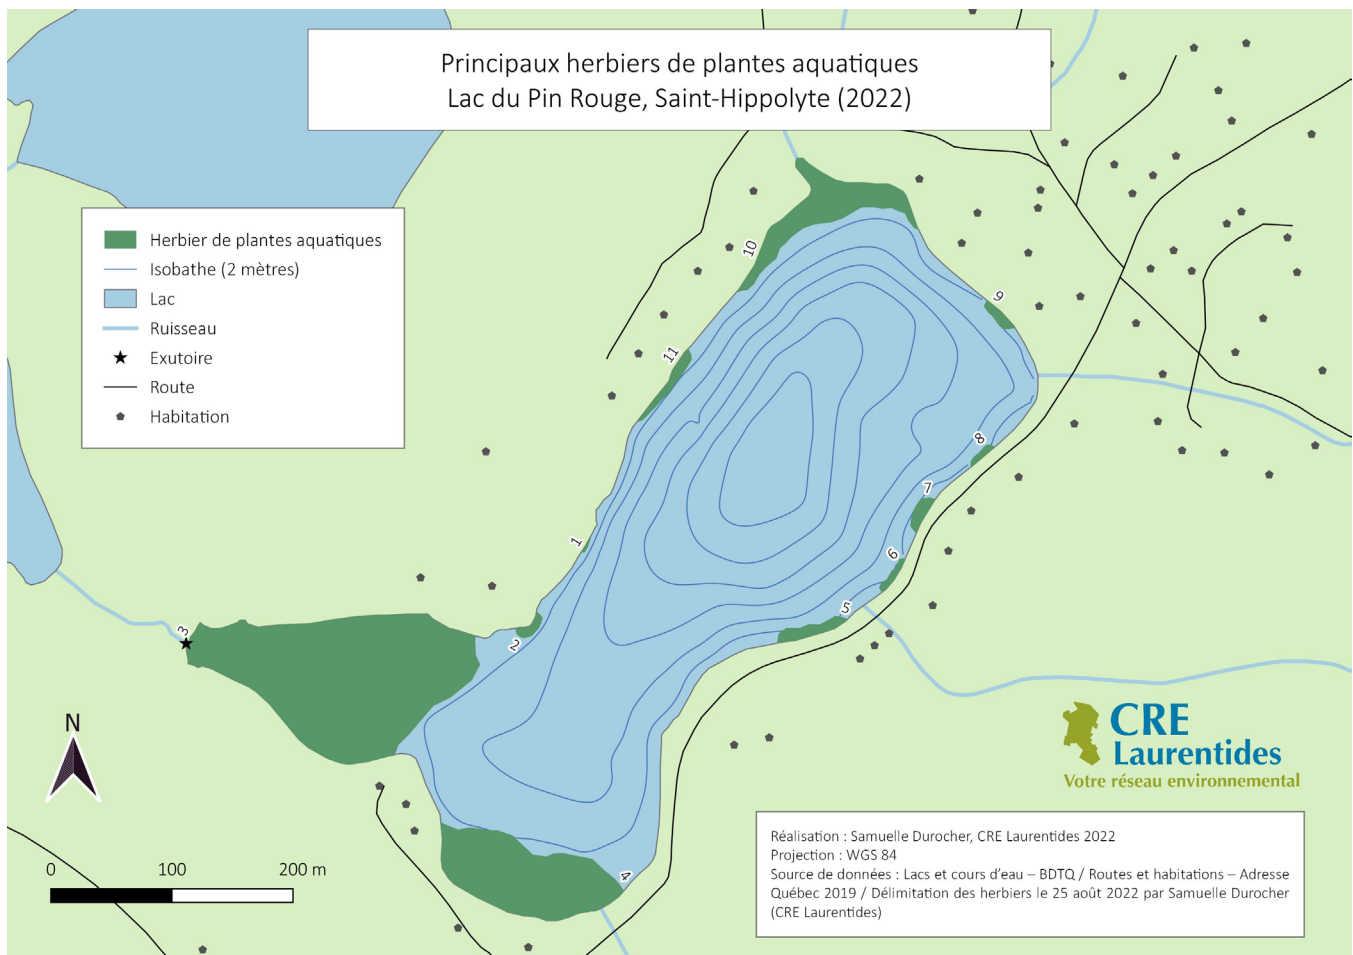 Principaux herbiers de plantes aquatiques
Lac du Pin Rouge, Saint-Hippolyte (2022)
Herbier de plantes aquatiques
Isobathe (2 mètres)
Lac
Ruisseau
Exutoire
Route
Habitation
10
9
11
8
7
1
6
5
3
2
4
N
0 100 200 m
CRE
Laurentides
Votre réseau environnemental
Réalisation : Samuelle Durocher, CRE Laurentides 2022
Projection : WGS 84
Source de données : Lacs et cours d'eau – BDTQ / Routes et habitations – Adresse
Québec 2019 / Délimitation des herbiers le 25 août 2022 par Samuelle Durocher
(CRE Laurentides)